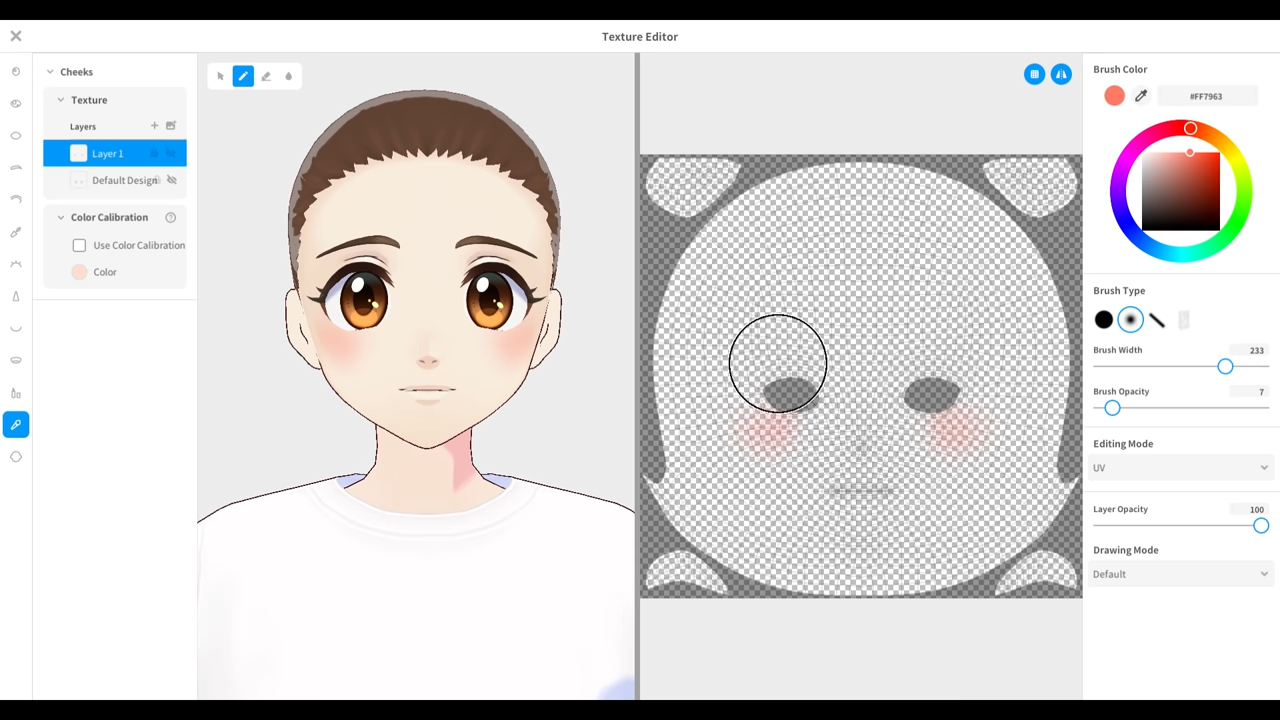 Texture Editor
Cheeks
Texture
Layers
Layer 1
Default Design
Color Calibration
Use Color Calibration
Color
Brush Color
#FF7963
Brush Type
Brush Width
233
Brush Opacity
7
Editing Mode
UV
Layer Opacity
100
Drawing Mode
Default